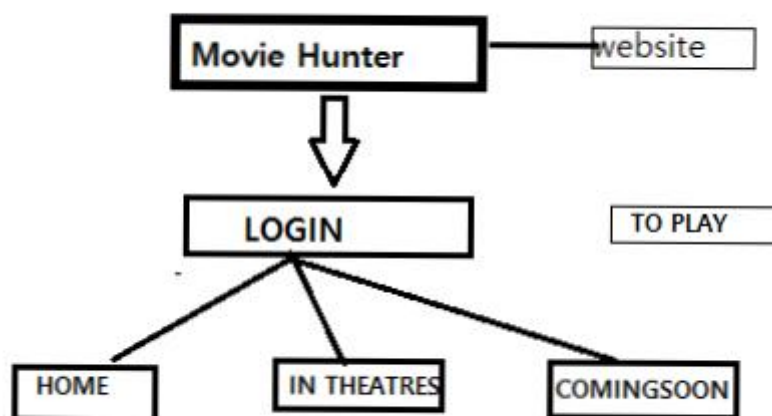 Movie Hunter
website
LOGIN
TO PLAY
HOME
IN THEATRES
COMINGSOON